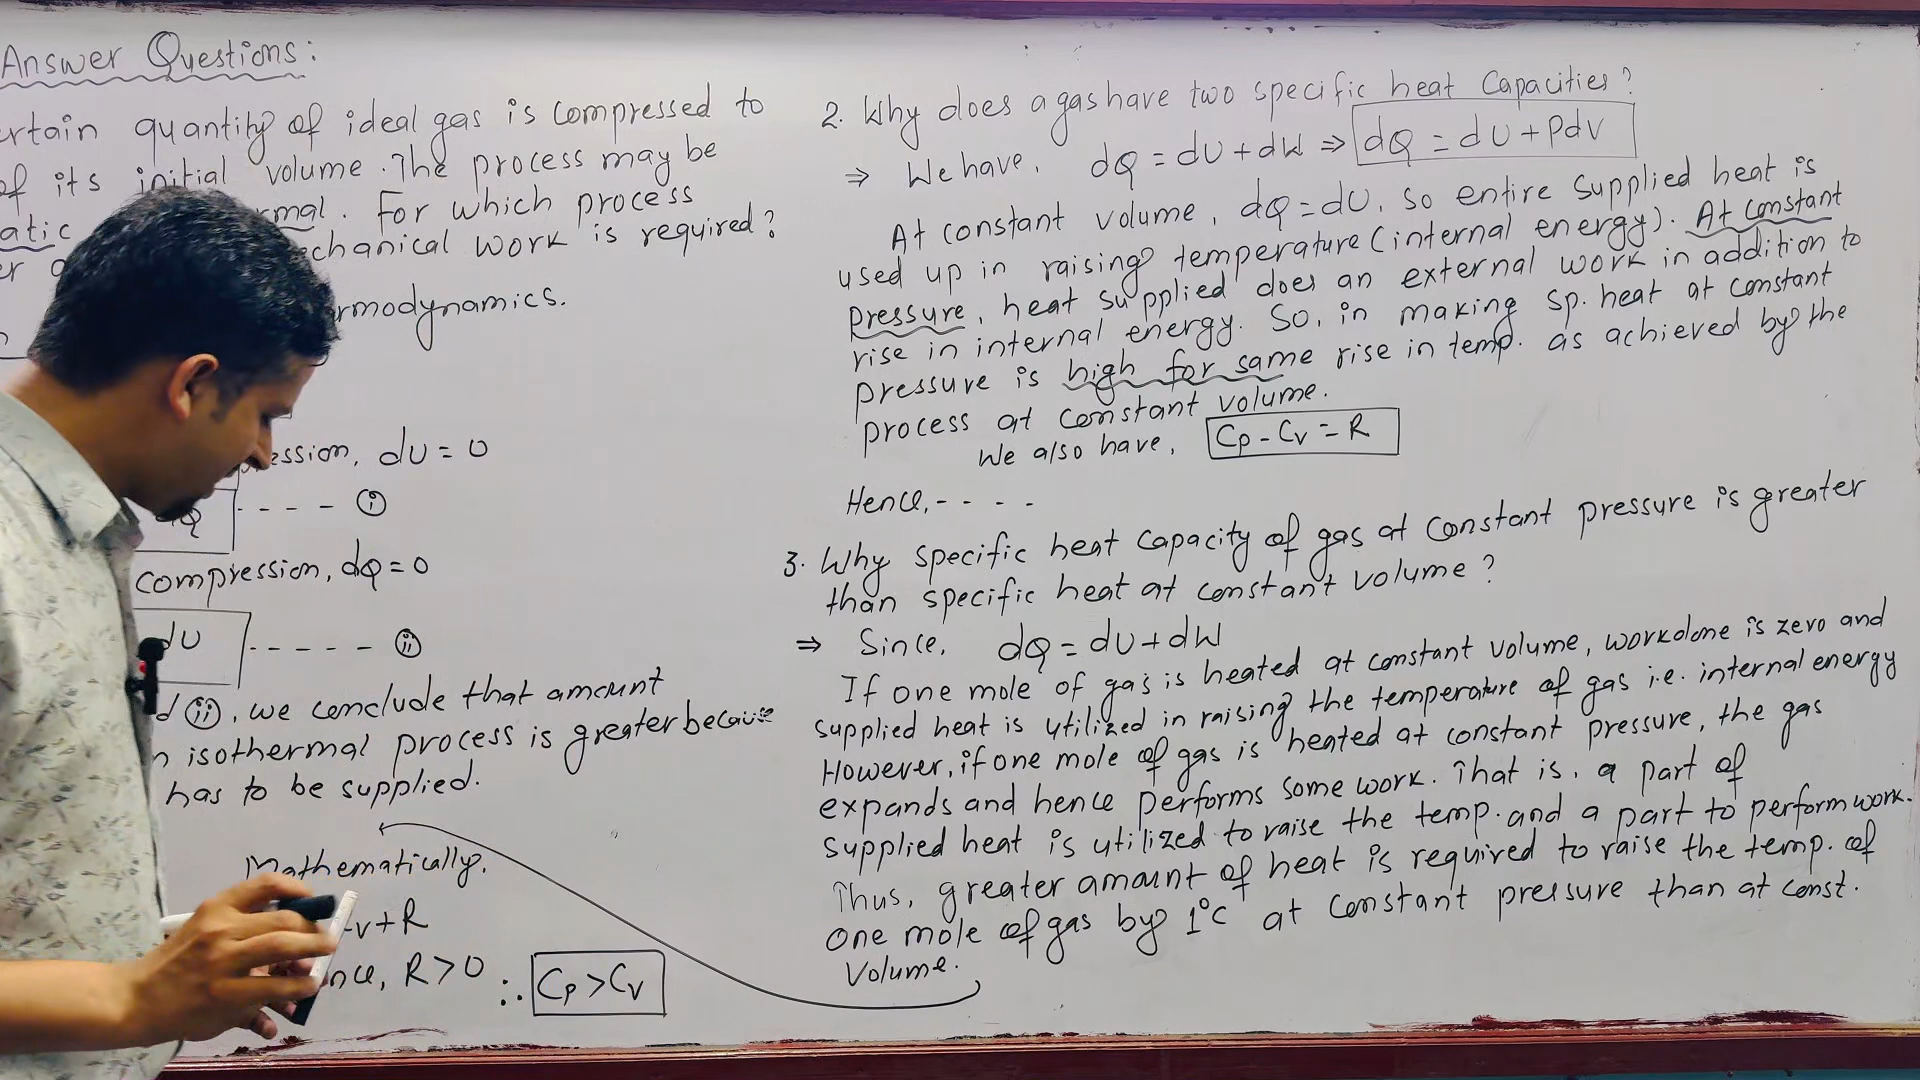 Answer Questions:
ertain quantity of ideal gas is compressed to
of its initial volume. The process may be
atic mal. For which process
er echanical work is required?
rmodynamics.
ession, dU = 0
dQ - - - - (i)
compression, dQ = 0
dU - - - - - (ii)
d (ii), we conclude that amount
n isothermal process is greater because
has to be supplied.
Mathematically,
v + R
nce, R > 0 ∴ Cp > Cv
2. Why does a gas have two specific heat capacities?
⇒ We have, dQ = dU + dW ⇒ dQ = dU + PdV
At constant volume, dQ = dU, so entire supplied heat is
used up in raising temperature (internal energy). At constant
pressure, heat supplied does an external work in addition to
rise in internal energy. So, in making sp. heat at constant
pressure is high for same rise in temp. as achieved by the
process at constant volume.
We also have, Cp - Cv = R
Hence, - - - -
3. Why specific heat capacity of gas at constant pressure is greater
than specific heat at constant volume?
⇒ Since, dQ = dU + dW
If one mole of gas is heated at constant volume, workdone is zero and
supplied heat is utilized in raising the temperature of gas i.e. internal energy
However, if one mole of gas is heated at constant pressure, the gas
expands and hence performs some work. That is, a part of
supplied heat is utilized to raise the temp. and a part to perform work.
Thus, greater amount of heat is required to raise the temp. of
one mole of gas by 1°C at constant pressure than at const.
volume.